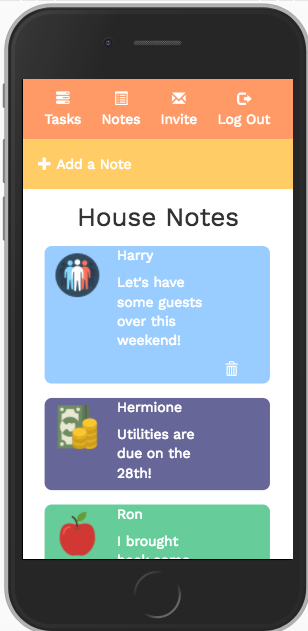 Tasks Notes Invite Log Out
Add a Note
House Notes
Harry
Let's have
some guests
over this
weekend!
Hermione
Utilities are
due on the
28th!
Ron
I brought